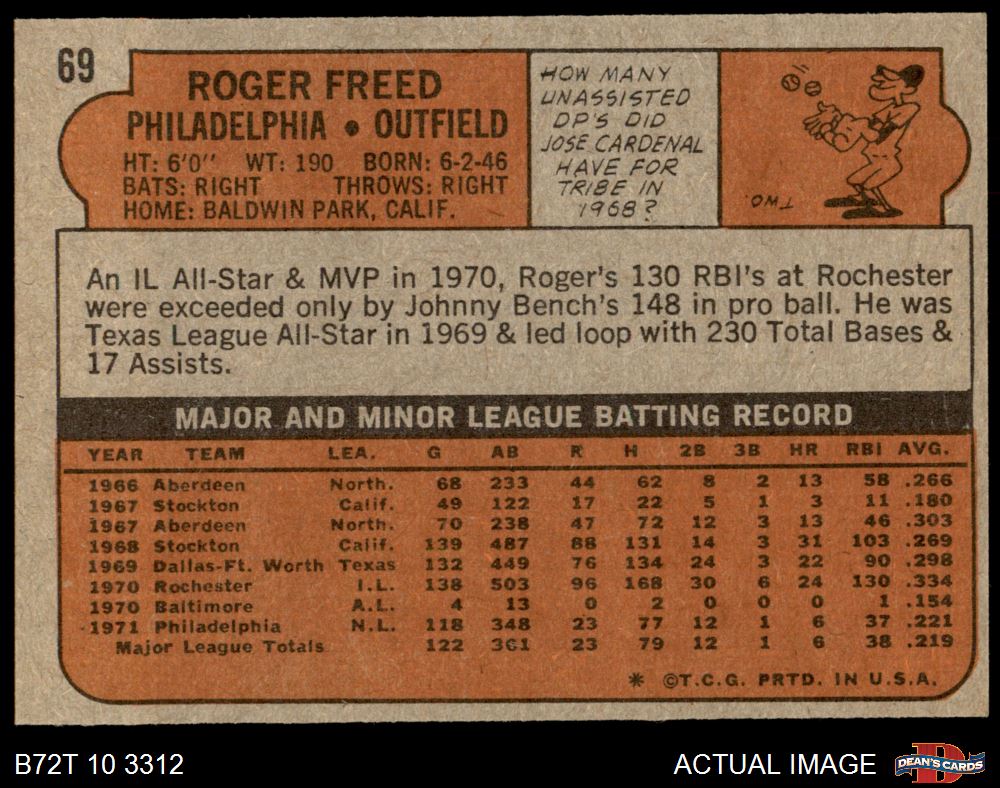 69
ROGER FREED
PHILADELPHIA • OUTFIELD
HT: 6'0" WT: 190 BORN: 6-2-46
BATS: RIGHT THROWS: RIGHT
HOME: BALDWIN PARK, CALIF.
HOW MANY
UNASSISTED
DP'S DID
JOSE CARDENAL
HAVE FOR
TRIBE IN
1968?
TWO.
An IL All-Star & MVP in 1970, Roger's 130 RBI's at Rochester
were exceeded only by Johnny Bench's 148 in pro ball. He was
Texas League All-Star in 1969 & led loop with 230 Total Bases &
17 Assists.
MAJOR AND MINOR LEAGUE BATTING RECORD
YEAR TEAM LEA. G AB R H 2B 3B HR RBI AVG.
1966 Aberdeen North. 68 233 44 62 8 2 13 58 .266
1967 Stockton Calif. 49 122 17 22 5 1 3 11 .180
1967 Aberdeen North. 70 238 47 72 12 3 13 46 .303
1968 Stockton Calif. 139 487 88 131 14 3 31 103 .269
1969 Dallas-Ft. Worth Texas 132 449 76 134 24 3 22 90 .298
1970 Rochester I.L. 138 503 96 168 30 6 24 130 .334
1970 Baltimore A.L. 4 13 0 2 0 0 0 1 .154
1971 Philadelphia N.L. 118 348 23 77 12 1 6 37 .221
Major League Totals 122 361 23 79 12 1 6 38 .219
* ©T.C.G. PRTD. IN U.S.A.
B72T 10 3312 ACTUAL IMAGE
D
DEAN'S CARDS